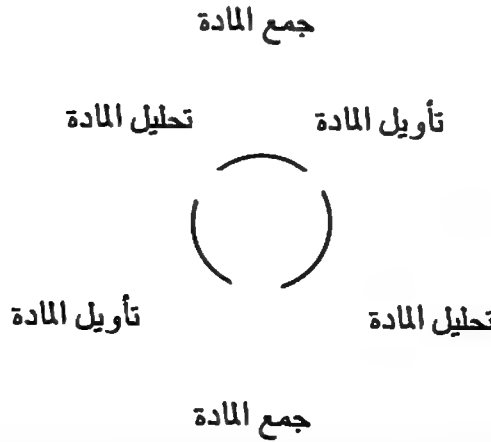 جمع المادة
تأويل المادة
تحليل المادة
تحليل المادة
تأويل المادة
جمع المادة